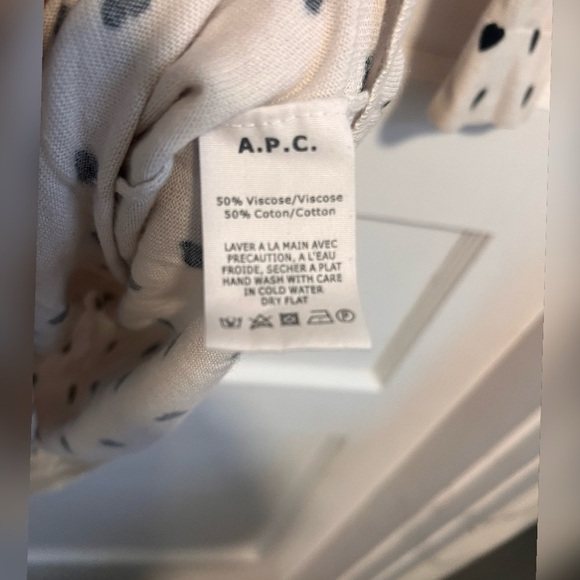 A.P.C.
50% Viscose/Viscose
50% Coton/Cotton
LAVER A LA MAIN AVEC
PRECAUTION, A L'EAU
FROIDE, SECHER A PLAT
HAND WASH WITH CARE
IN COLD WATER
DRY FLAT
P